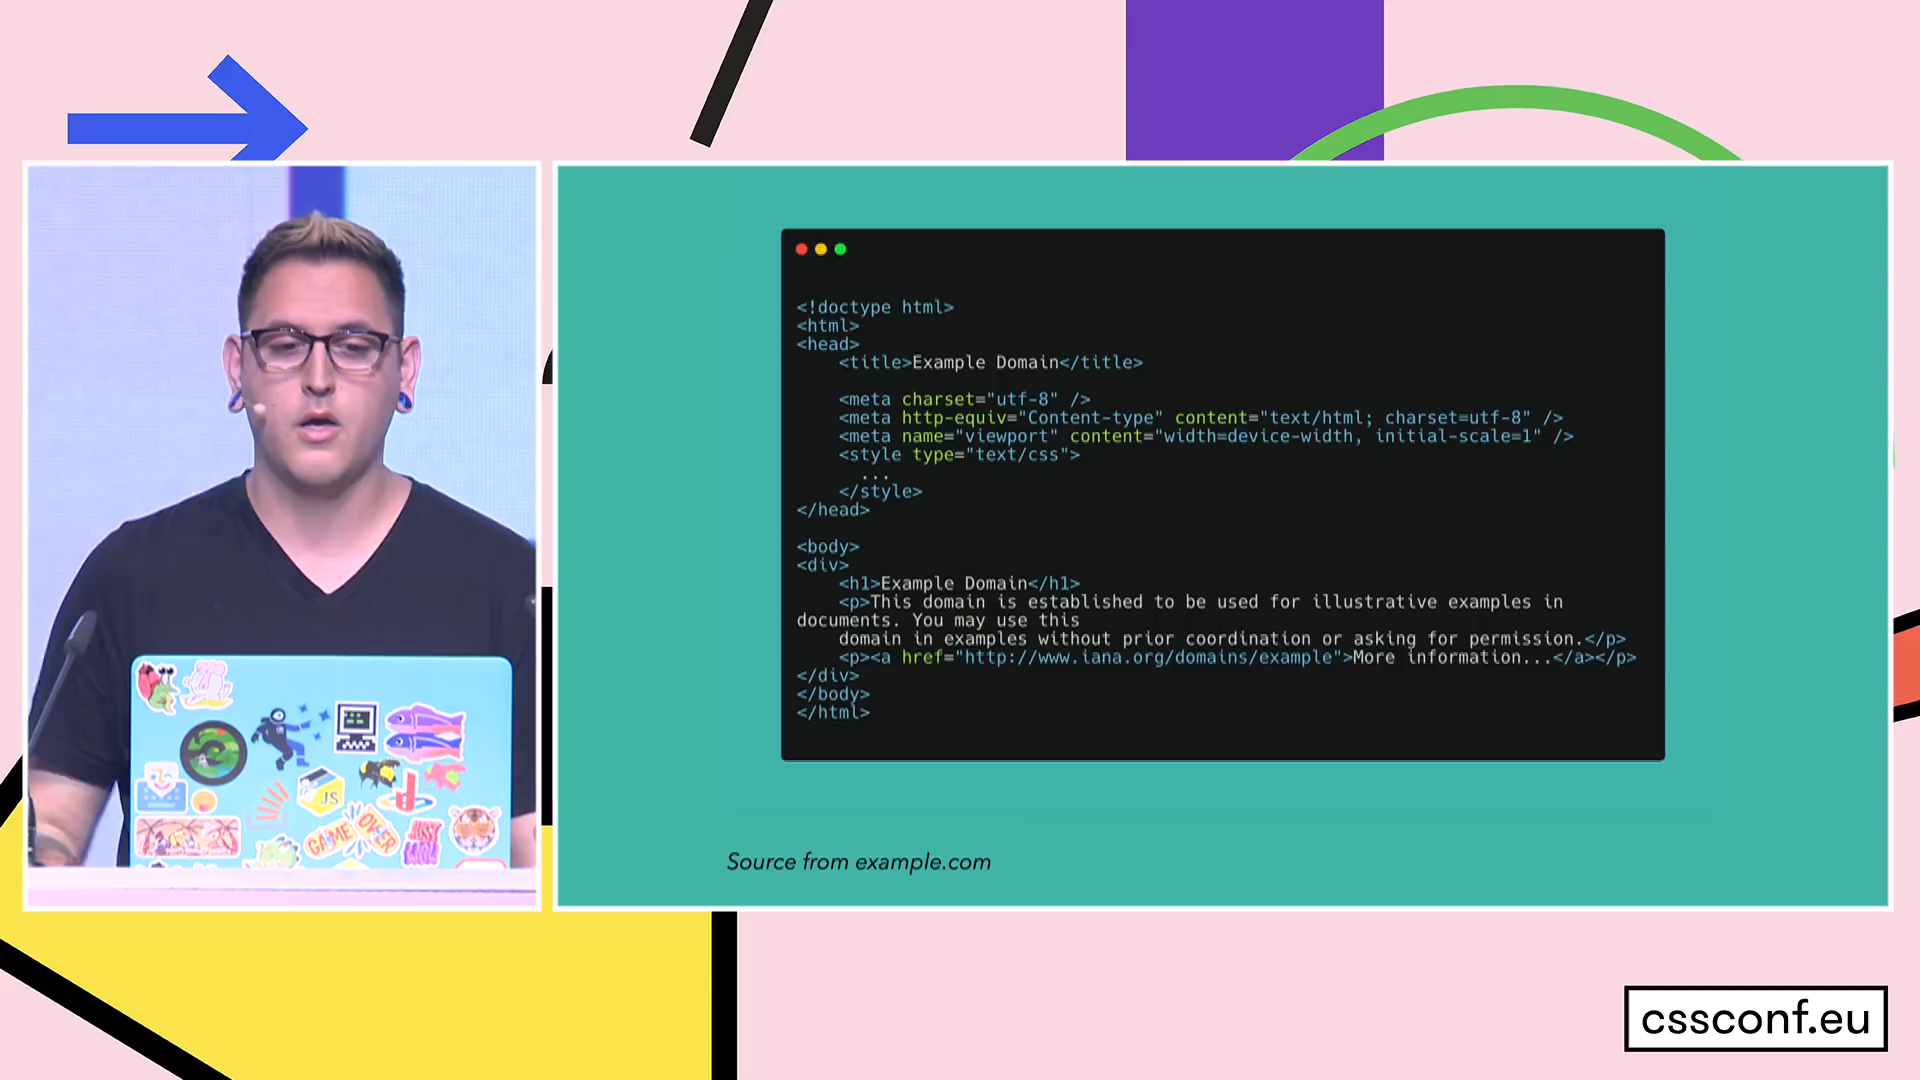 <!doctype html>
<html>
<head>
    <title>Example Domain</title>

    <meta charset="utf-8" />
    <meta http-equiv="Content-type" content="text/html; charset=utf-8" />
    <meta name="viewport" content="width=device-width, initial-scale=1" />
    <style type="text/css">
      ...
    </style>
</head>

<body>
<div>
    <h1>Example Domain</h1>
    <p>This domain is established to be used for illustrative examples in
documents. You may use this
    domain in examples without prior coordination or asking for permission.</p>
    <p><a href="http://www.iana.org/domains/example">More information...</a></p>
</div>
</body>
</html>
Source from example.com
JS
GAME OVER
JUST
cssconf.eu